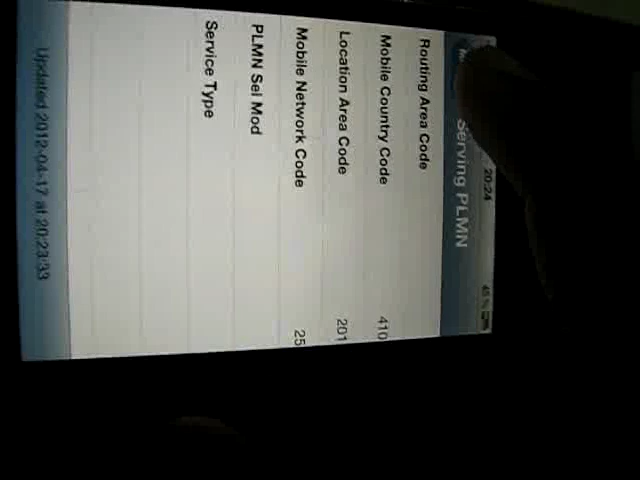 20:24
45 %
Serving PLMN
Routing Area Code
Mobile Country Code 410
Location Area Code 201
Mobile Network Code 25
PLMN Sel Mod
Service Type
Updated 2012-04-17 at 20:23:33